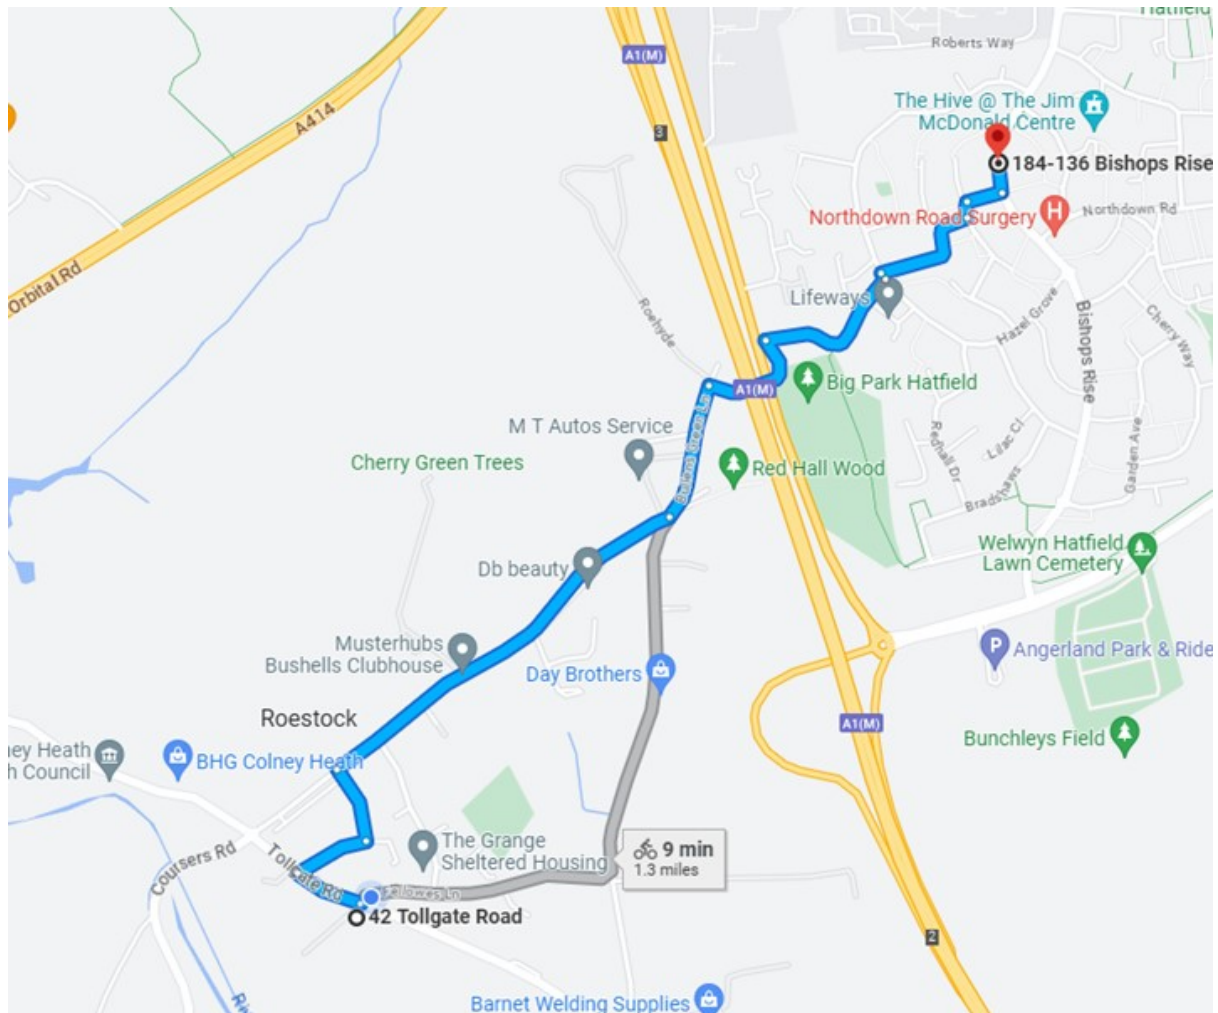 Hatfield
Roberts Way
A1(M)
The Hive @ The Jim
McDonald Centre
A414
3
184-136 Bishops Rise
Northdown Road Surgery
H
Northdown Rd
Orbital Rd
Lifeways
Roehyde
Hazel Grove
Bishops Rise
Cherry Way
A1(M)
Big Park Hatfield
Bullens Green Ln
M T Autos Service
Cherry Green Trees
Red Hall Wood
Redhall Dr
Lilac Cl
Bradshaws
Garden Ave
Welwyn Hatfield
Lawn Cemetery
Db beauty
Musterhubs
Bushells Clubhouse
Day Brothers
P
Angerland Park & Ride
Roestock
A1(M)
Bunchleys Field
ney Heath
h Council
BHG Colney Heath
The Grange
Sheltered Housing
9 min
1.3 miles
Coursers Rd
Tollgate Rd
Fellowes Ln
42 Tollgate Road
2
Barnet Welding Supplies
Riv